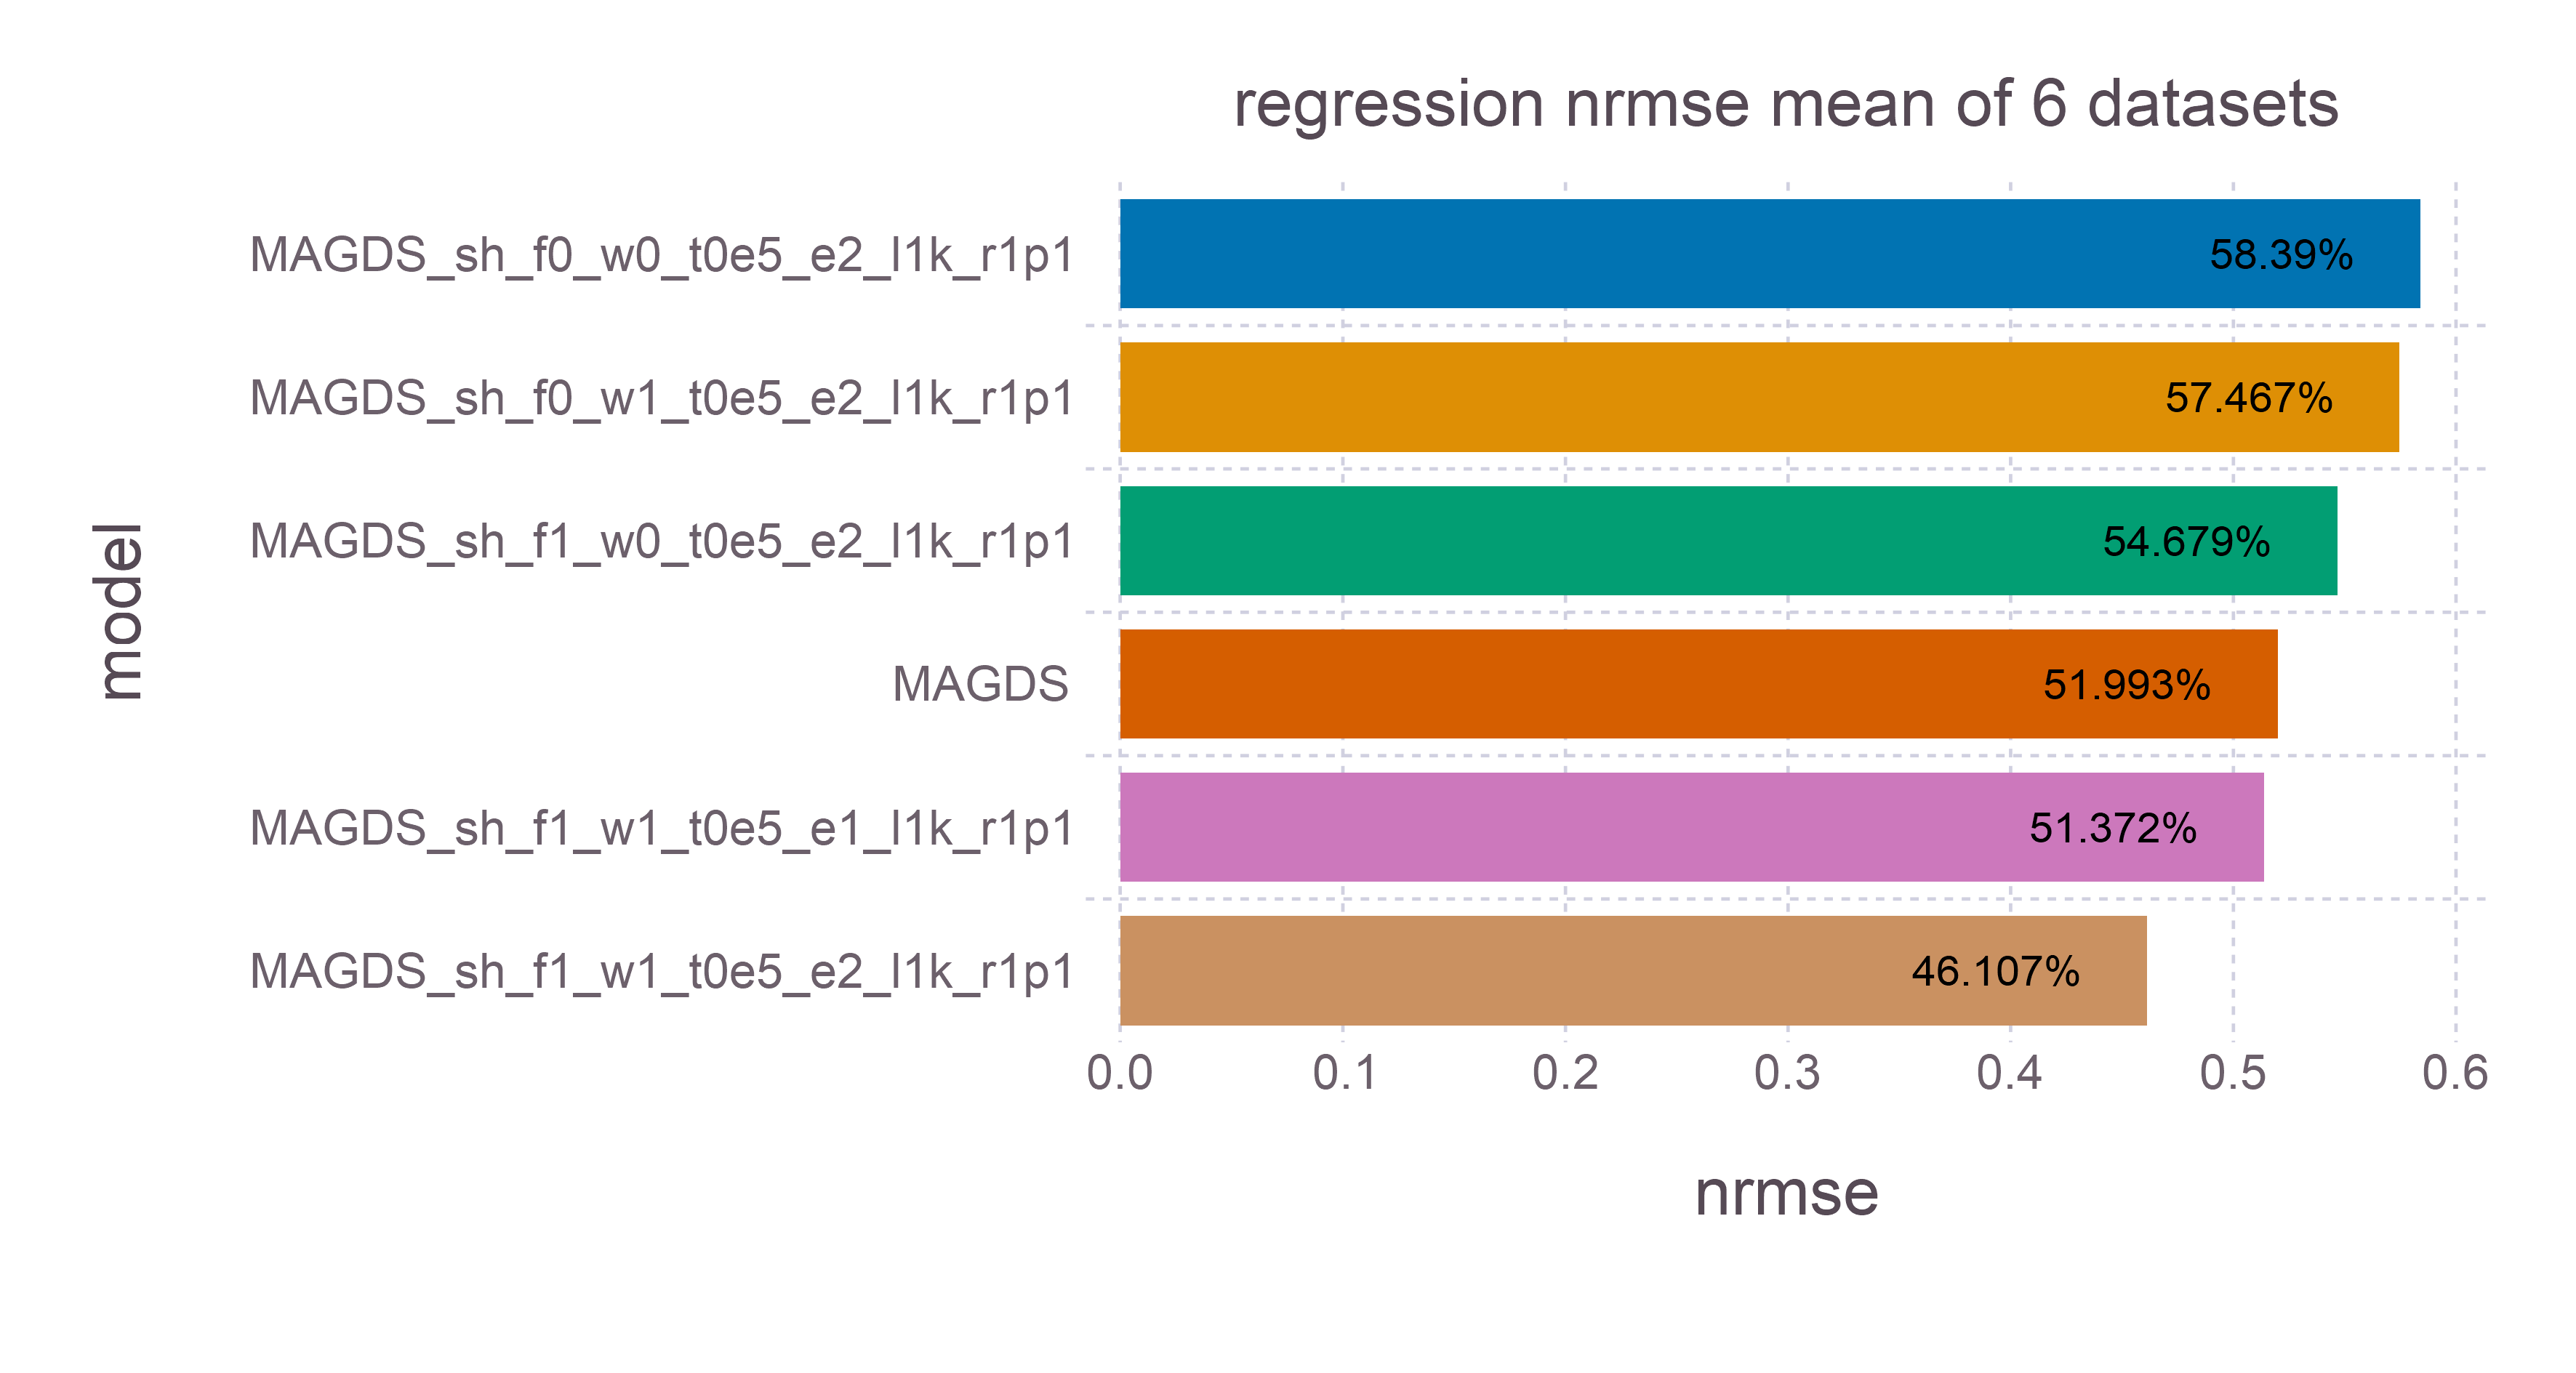 regression nrmse mean of 6 datasets
model
MAGDS_sh_f0_w0_t0e5_e2_l1k_r1p1
58.39%
MAGDS_sh_f0_w1_t0e5_e2_l1k_r1p1
57.467%
MAGDS_sh_f1_w0_t0e5_e2_l1k_r1p1
54.679%
MAGDS
51.993%
MAGDS_sh_f1_w1_t0e5_e1_l1k_r1p1
51.372%
MAGDS_sh_f1_w1_t0e5_e2_l1k_r1p1
46.107%
0.0 0.1 0.2 0.3 0.4 0.5 0.6
nrmse